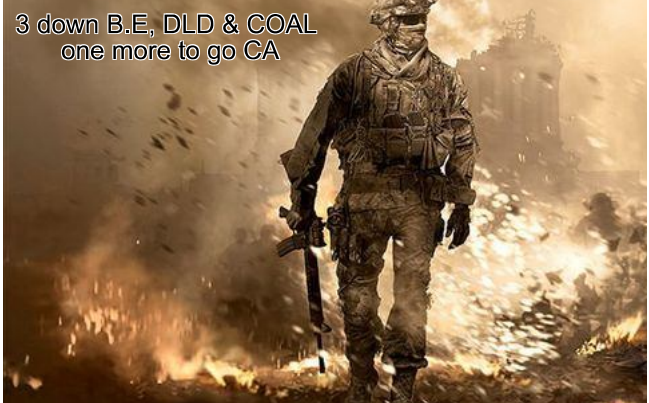 3 down B.E, DLD & COAL
one more to go CA